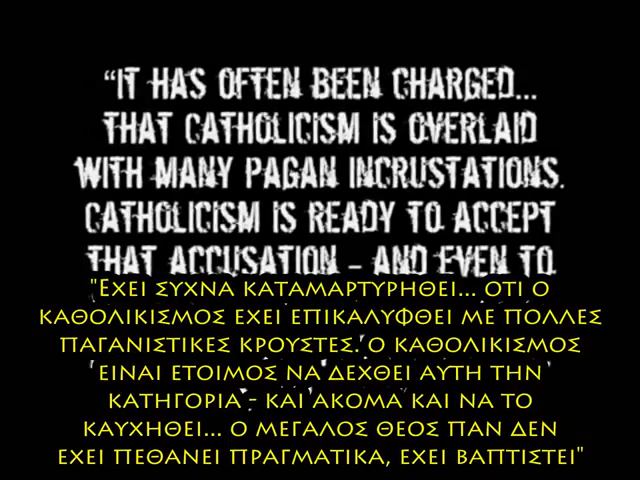 “IT HAS OFTEN BEEN CHARGED...
THAT CATHOLICISM IS OVERLAID
WITH MANY PAGAN INCRUSTATIONS.
CATHOLICISM IS READY TO ACCEPT
THAT ACCUSATION – AND EVEN TO
"ΕΧΕΙ ΣΥΧΝΑ ΚΑΤΑΜΑΡΤΥΡΗΘΕΙ... ΟΤΙ Ο
ΚΑΘΟΛΙΚΙΣΜΟΣ ΕΧΕΙ ΕΠΙΚΑΛΥΦΘΕΙ ΜΕ ΠΟΛΛΕΣ
ΠΑΓΑΝΙΣΤΙΚΕΣ ΚΡΟΥΣΤΕΣ. Ο ΚΑΘΟΛΙΚΙΣΜΟΣ
ΕΙΝΑΙ ΕΤΟΙΜΟΣ ΝΑ ΔΕΧΘΕΙ ΑΥΤΗ ΤΗΝ
ΚΑΤΗΓΟΡΙΑ - ΚΑΙ ΑΚΟΜΑ ΚΑΙ ΝΑ ΤΟ
ΚΑΥΧΗΘΕΙ... Ο ΜΕΓΑΛΟΣ ΘΕΟΣ ΠΑΝ ΔΕΝ
ΕΧΕΙ ΠΕΘΑΝΕΙ ΠΡΑΓΜΑΤΙΚΑ, ΕΧΕΙ ΒΑΠΤΙΣΤΕΙ"